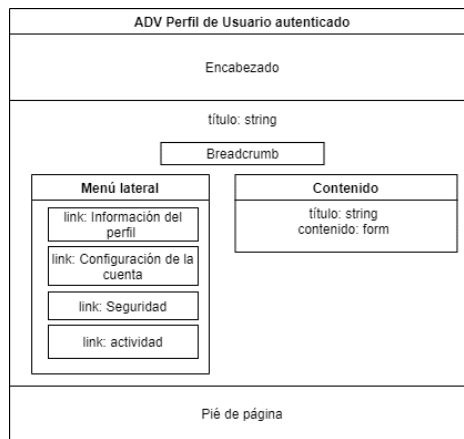 ADV Perfil de Usuario autenticado
Encabezado
título: string
Breadcrumb
Menú lateral
link: Información del
perfil
link: Configuración de la
cuenta
link: Seguridad
link: actividad
Contenido
título: string
contenido: form
Pié de página